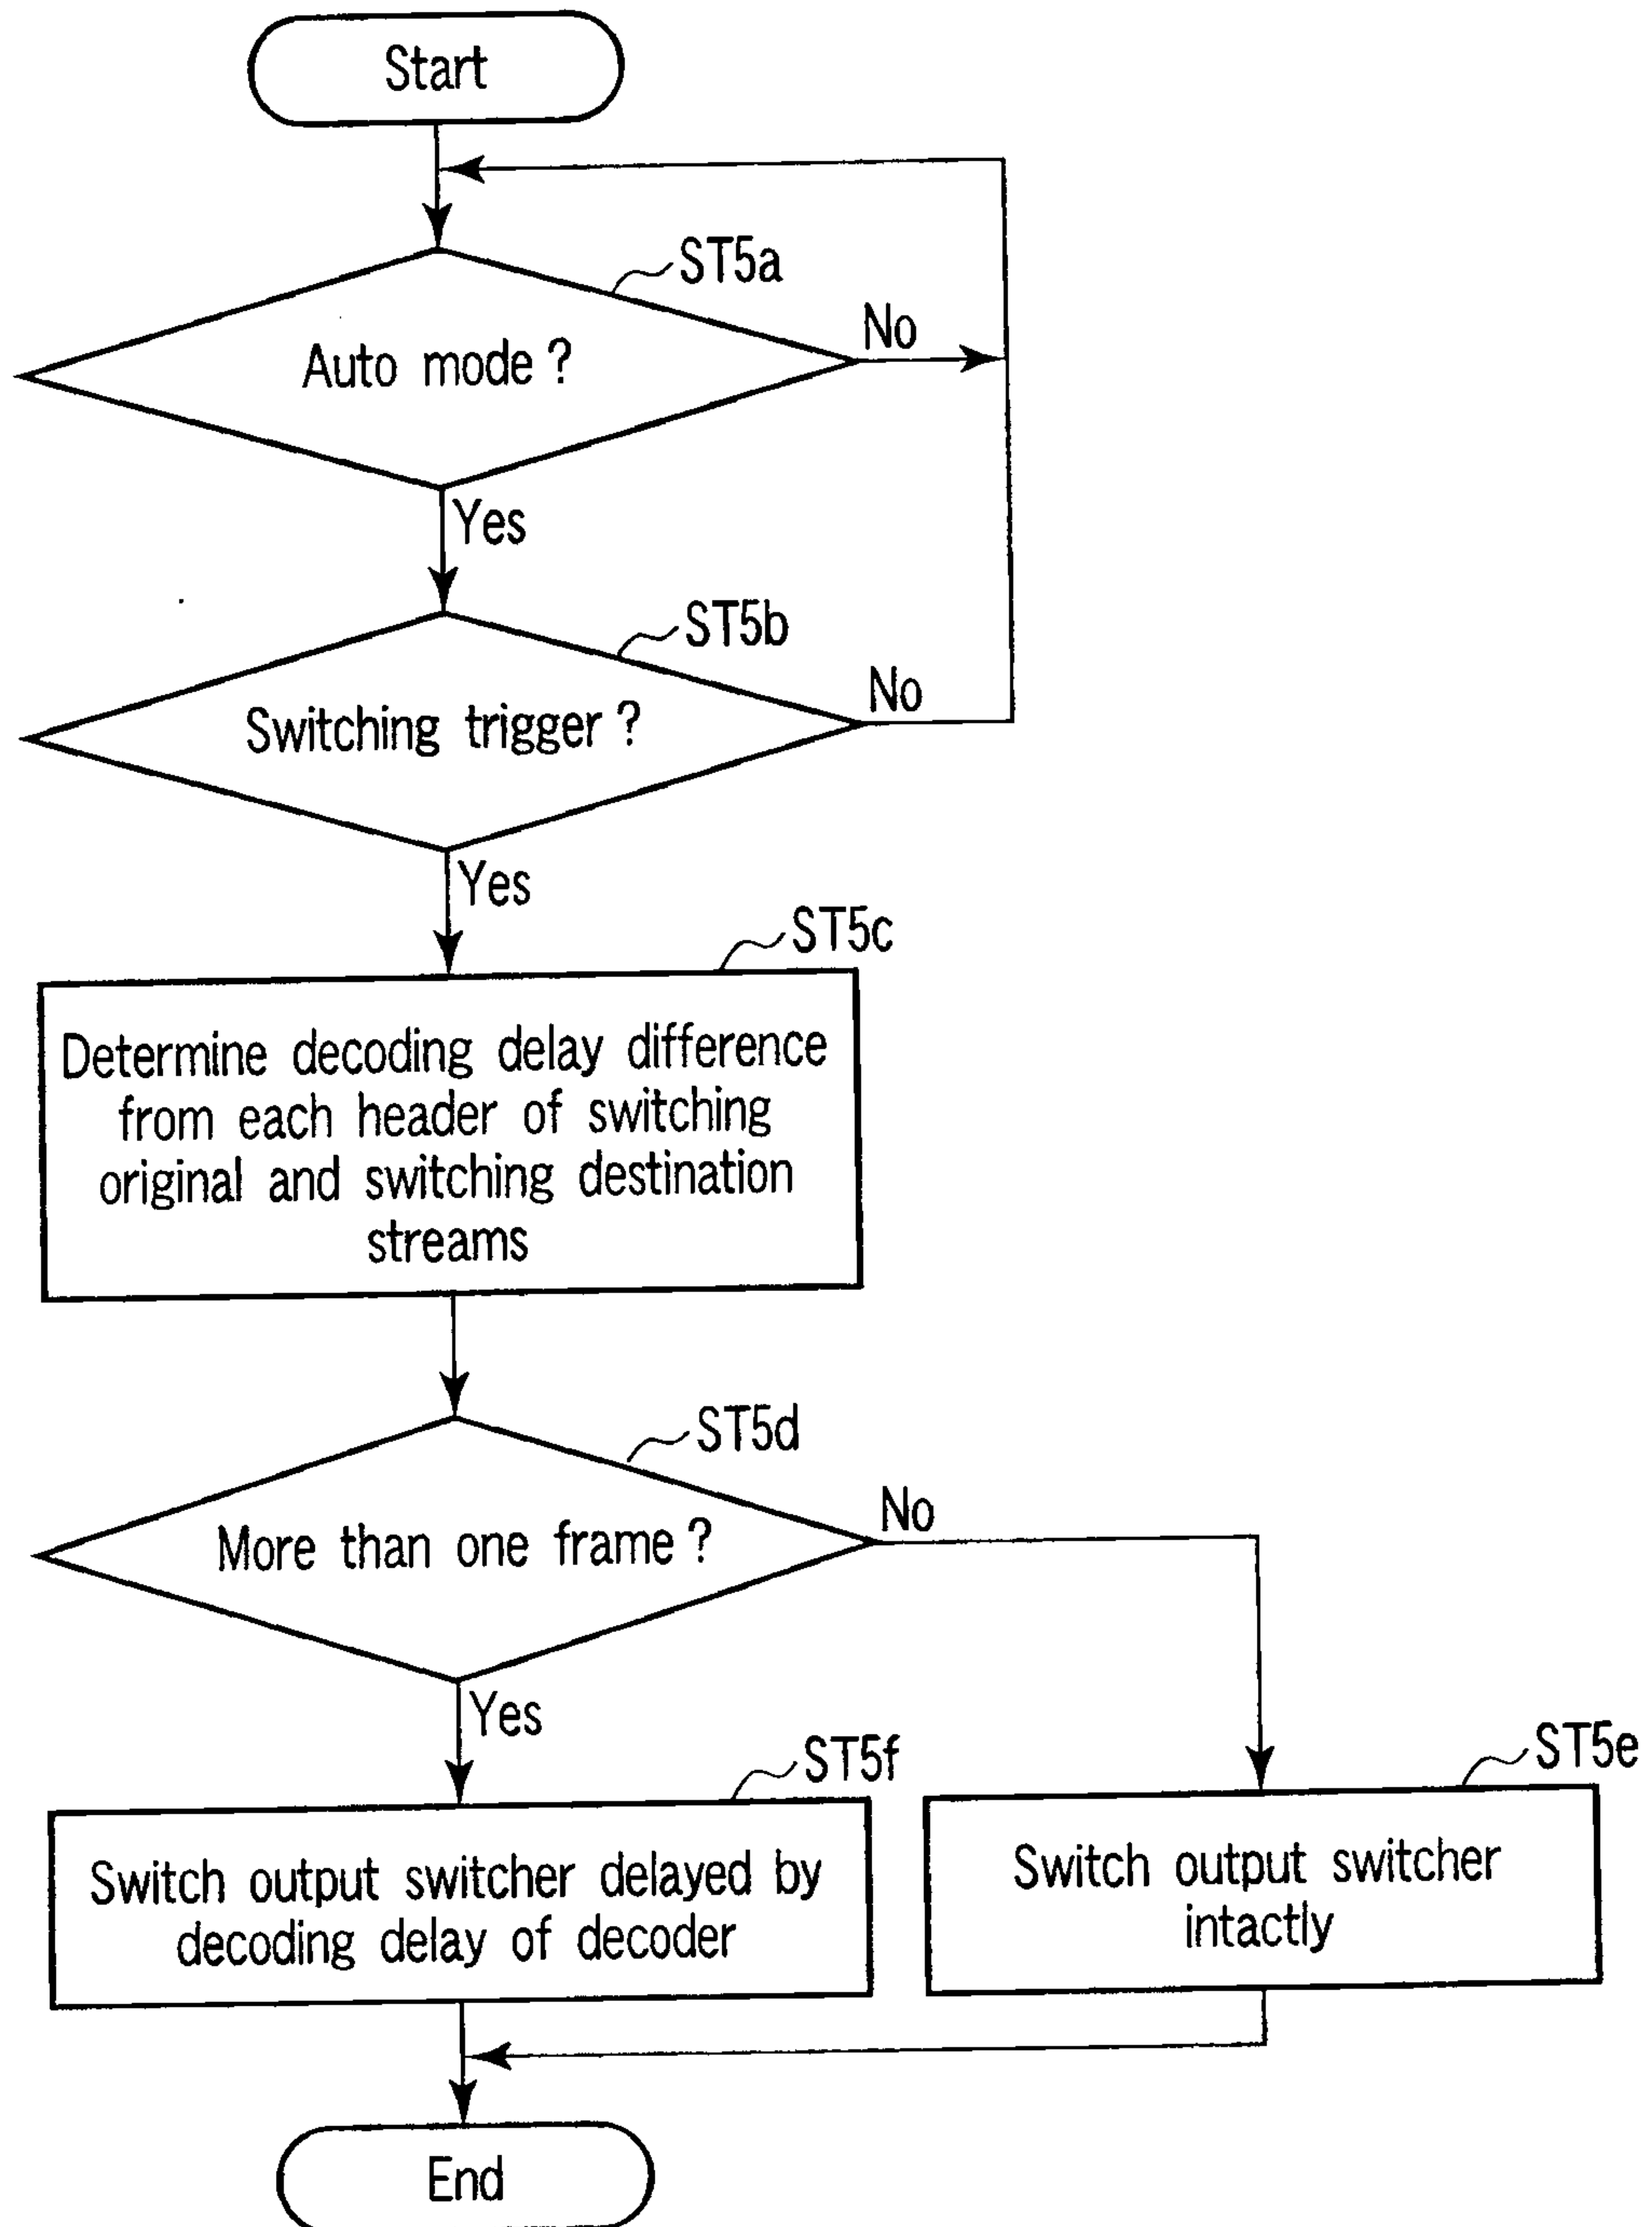 Start
ST5a
Auto mode ?
No
Yes
ST5b
Switching trigger ?
No
Yes
ST5c
Determine decoding delay difference
from each header of switching
original and switching destination
streams
ST5d
More than one frame ?
No
Yes
ST5f
Switch output switcher delayed by
decoding delay of decoder
ST5e
Switch output switcher
intactly
End